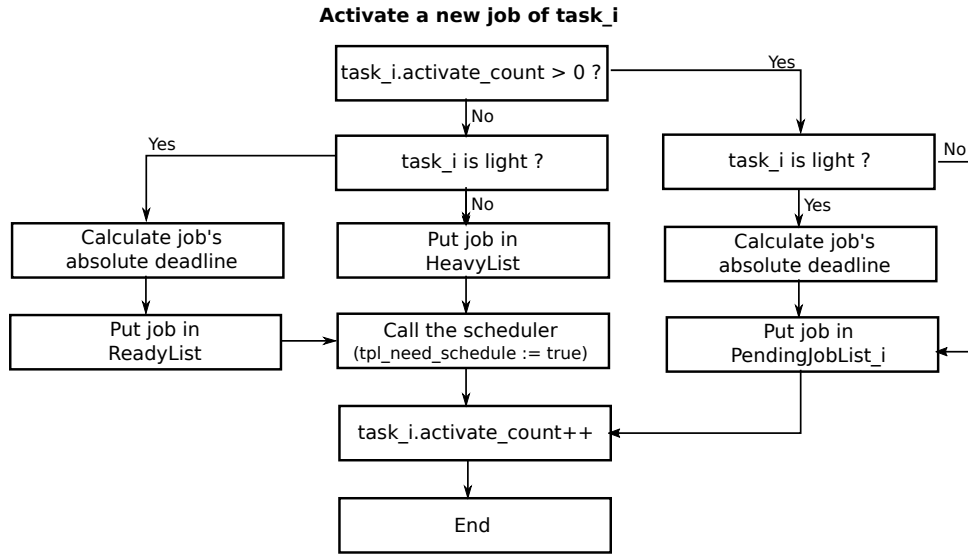 Activate a new job of task_i
task_i.activate_count > 0 ?
Yes
No
Yes
task_i is light ?
task_i is light ?
No
No
Yes
Calculate job's
absolute deadline
Put job in
HeavyList
Calculate job's
absolute deadline
Put job in
ReadyList
Call the scheduler
(tpl_need_schedule := true)
Put job in
PendingJobList_i
task_i.activate_count++
End